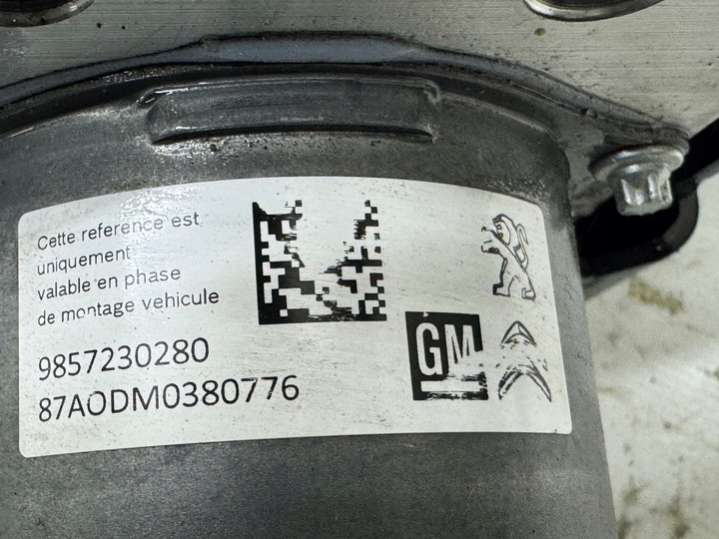 Cette reference est
uniquement
valable en phase
de montage vehicule
9857230280
87AODM0380776
GM